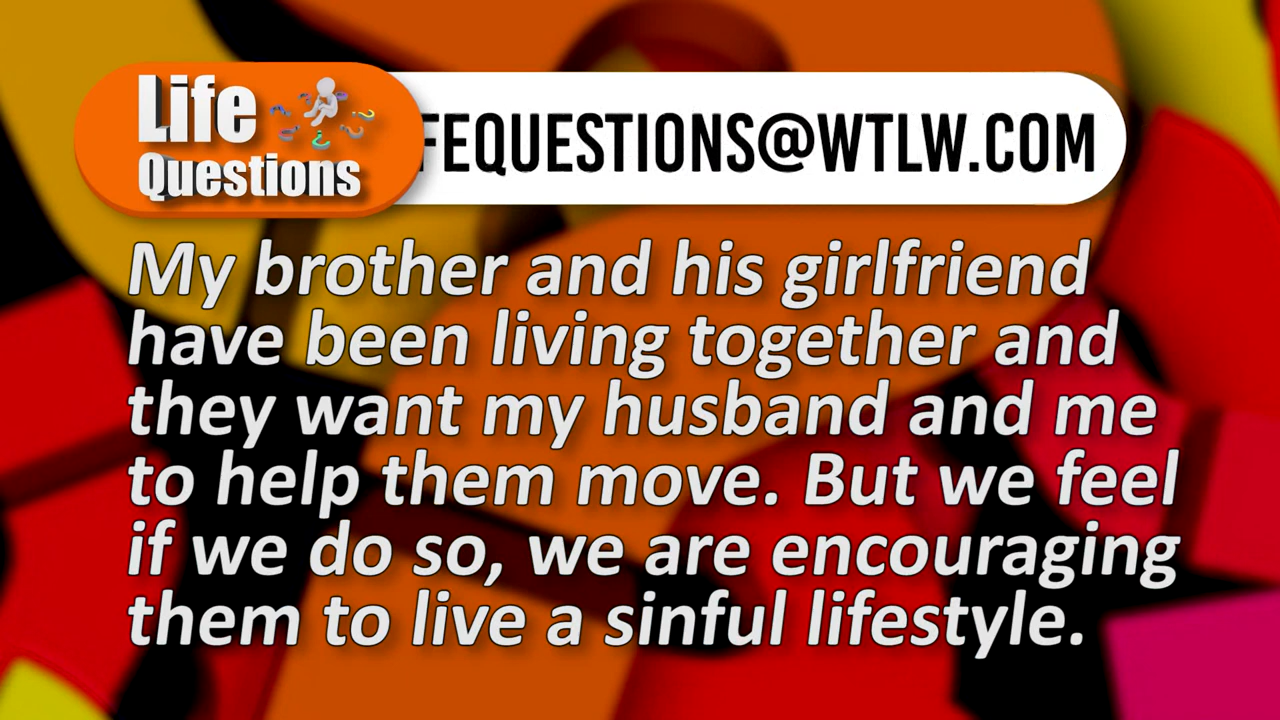 Life
Questions
FEQUESTIONS@WTLW.COM
My brother and his girlfriend
have been living together and
they want my husband and me
to help them move. But we feel
if we do so, we are encouraging
them to live a sinful lifestyle.